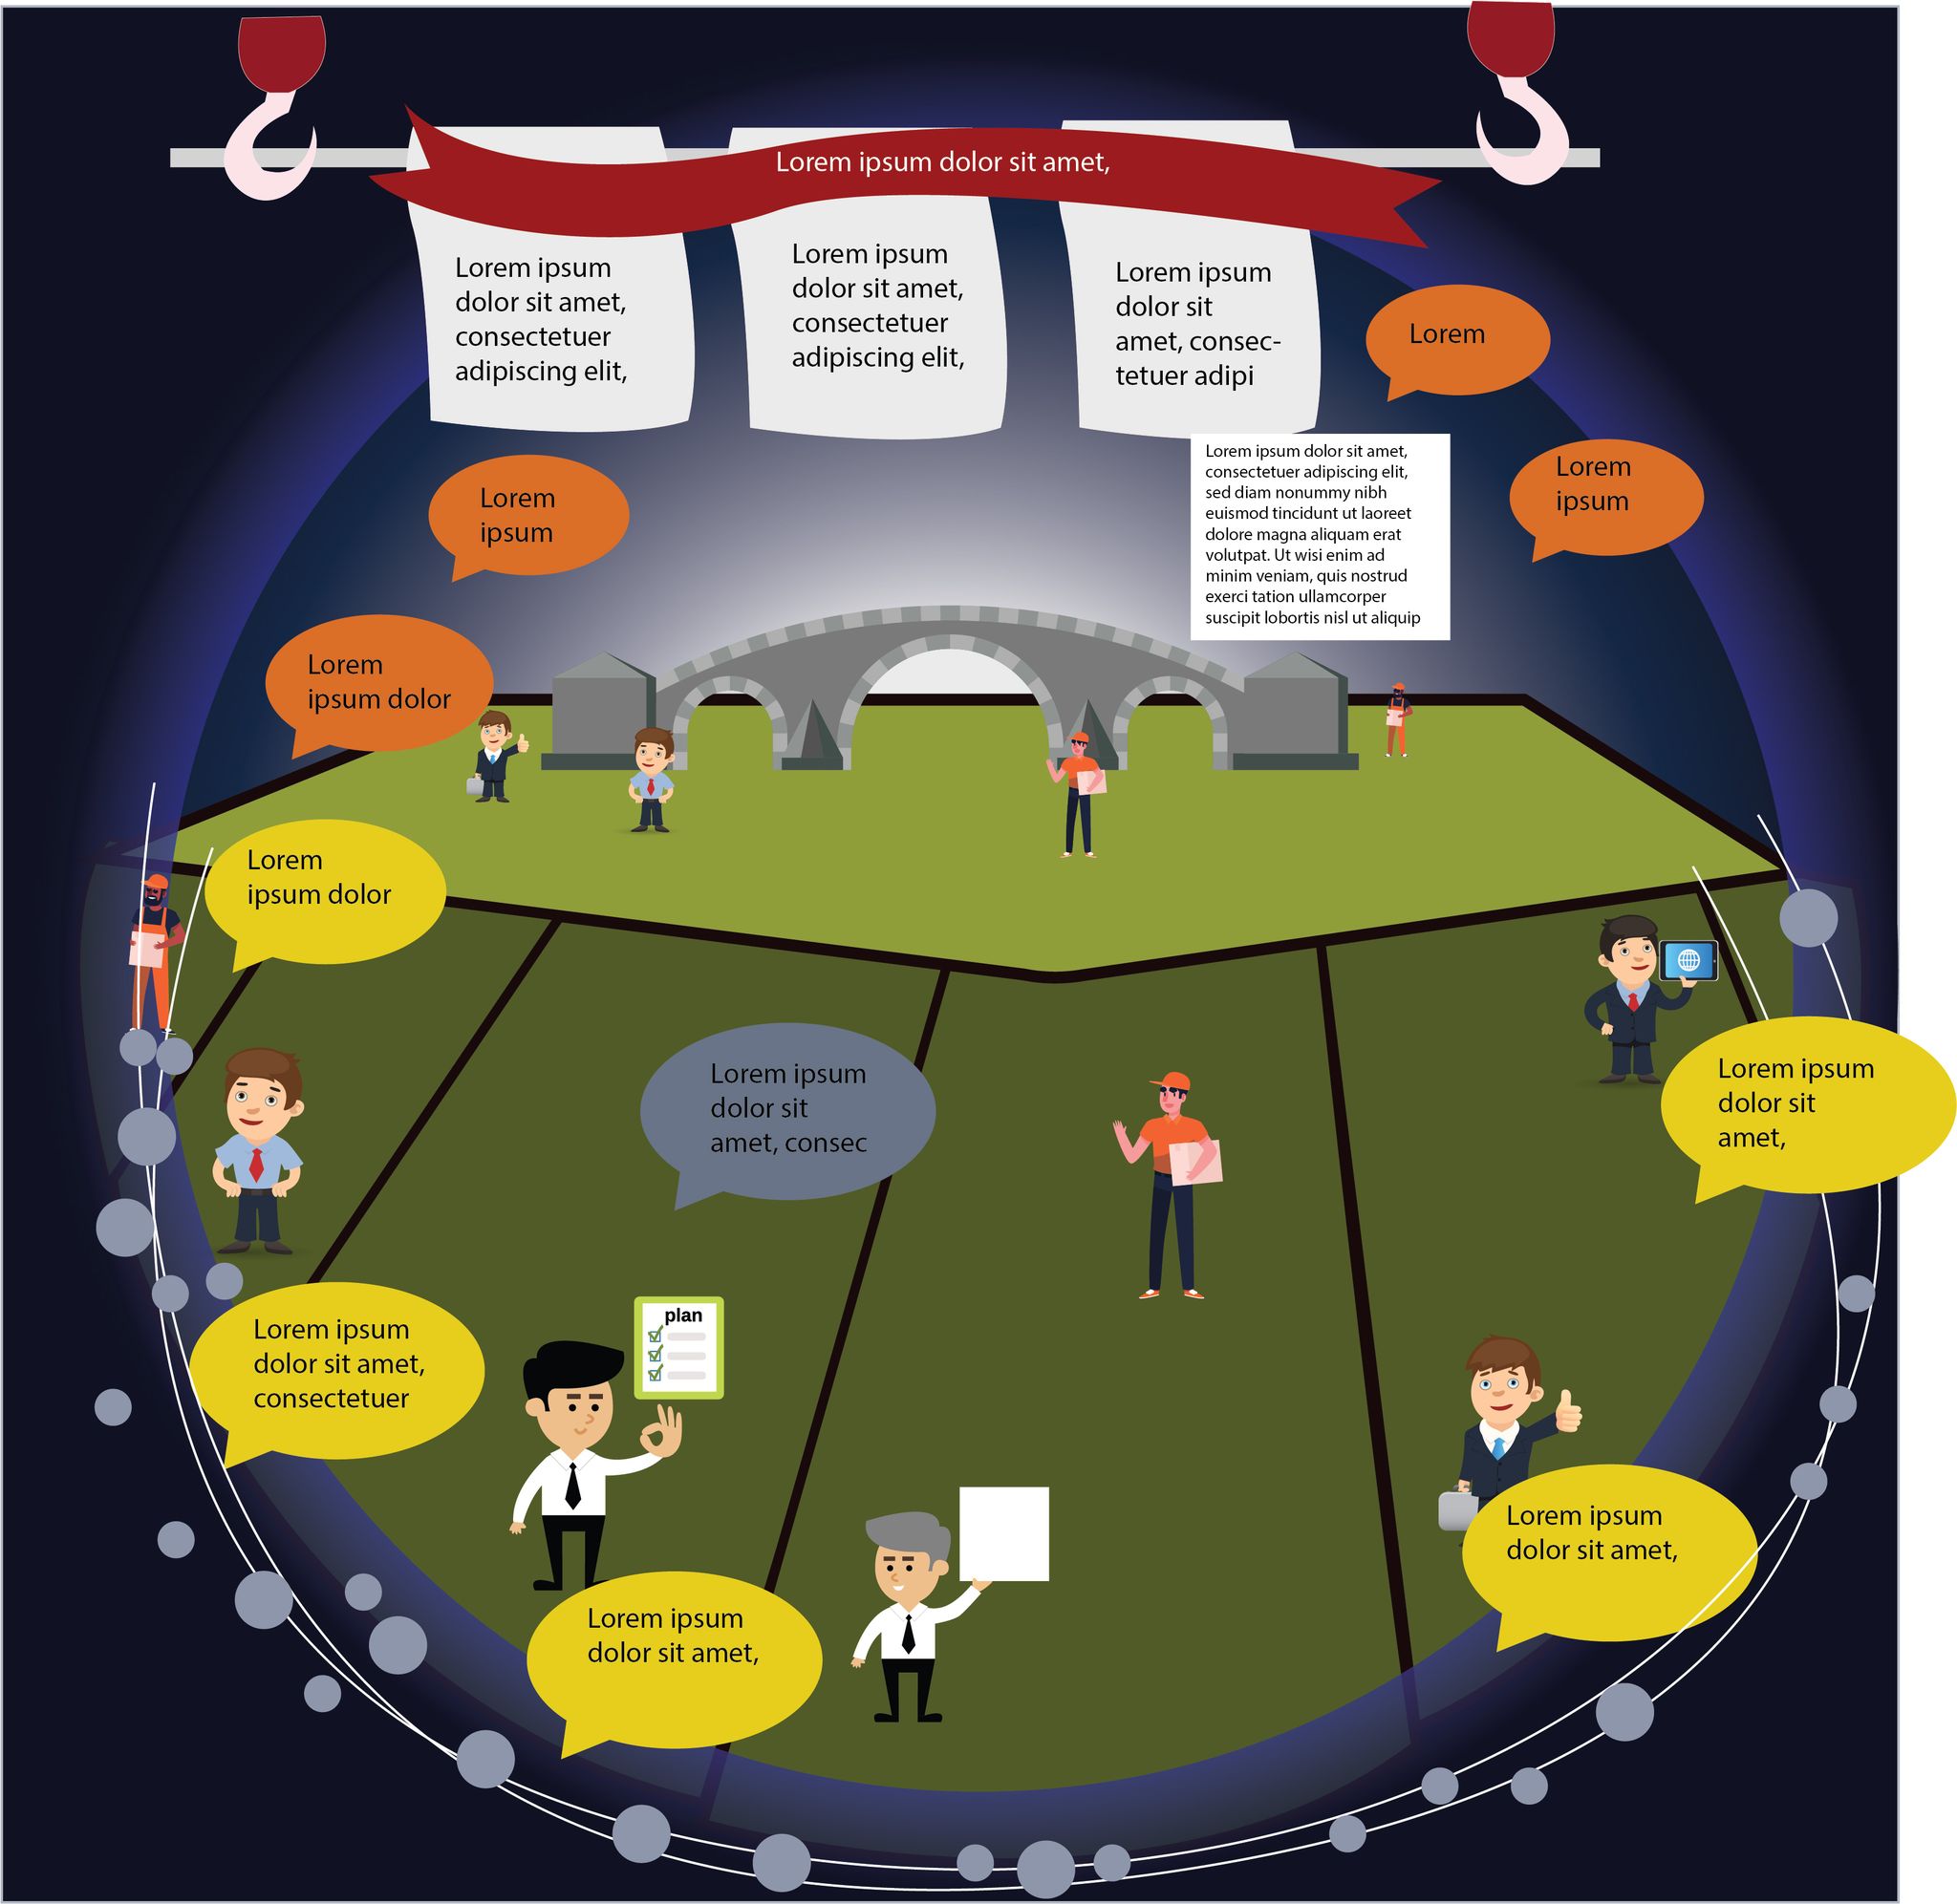 Lorem ipsum dolor sit amet,
Lorem ipsum
dolor sit amet,
consectetuer
adipiscing elit,
Lorem ipsum
dolor sit amet,
consectetuer
adipiscing elit,
Lorem ipsum
dolor sit
amet, consec-
tetuer adipi
Lorem
Lorem ipsum dolor sit amet,
consectetuer adipiscing elit,
sed diam nonummy nibh
euismod tincidunt ut laoreet
dolore magna aliquam erat
volutpat. Ut wisi enim ad
minim veniam, quis nostrud
exerci tation ullamcorper
suscipit lobortis nisl ut aliquip
Lorem
ipsum
Lorem
ipsum
Lorem
ipsum dolor
Lorem
ipsum dolor
Lorem ipsum
dolor sit
amet, consec
Lorem ipsum
dolor sit
amet,
Lorem ipsum
dolor sit amet,
consectetuer
plan
Lorem ipsum
dolor sit amet,
Lorem ipsum
dolor sit amet,